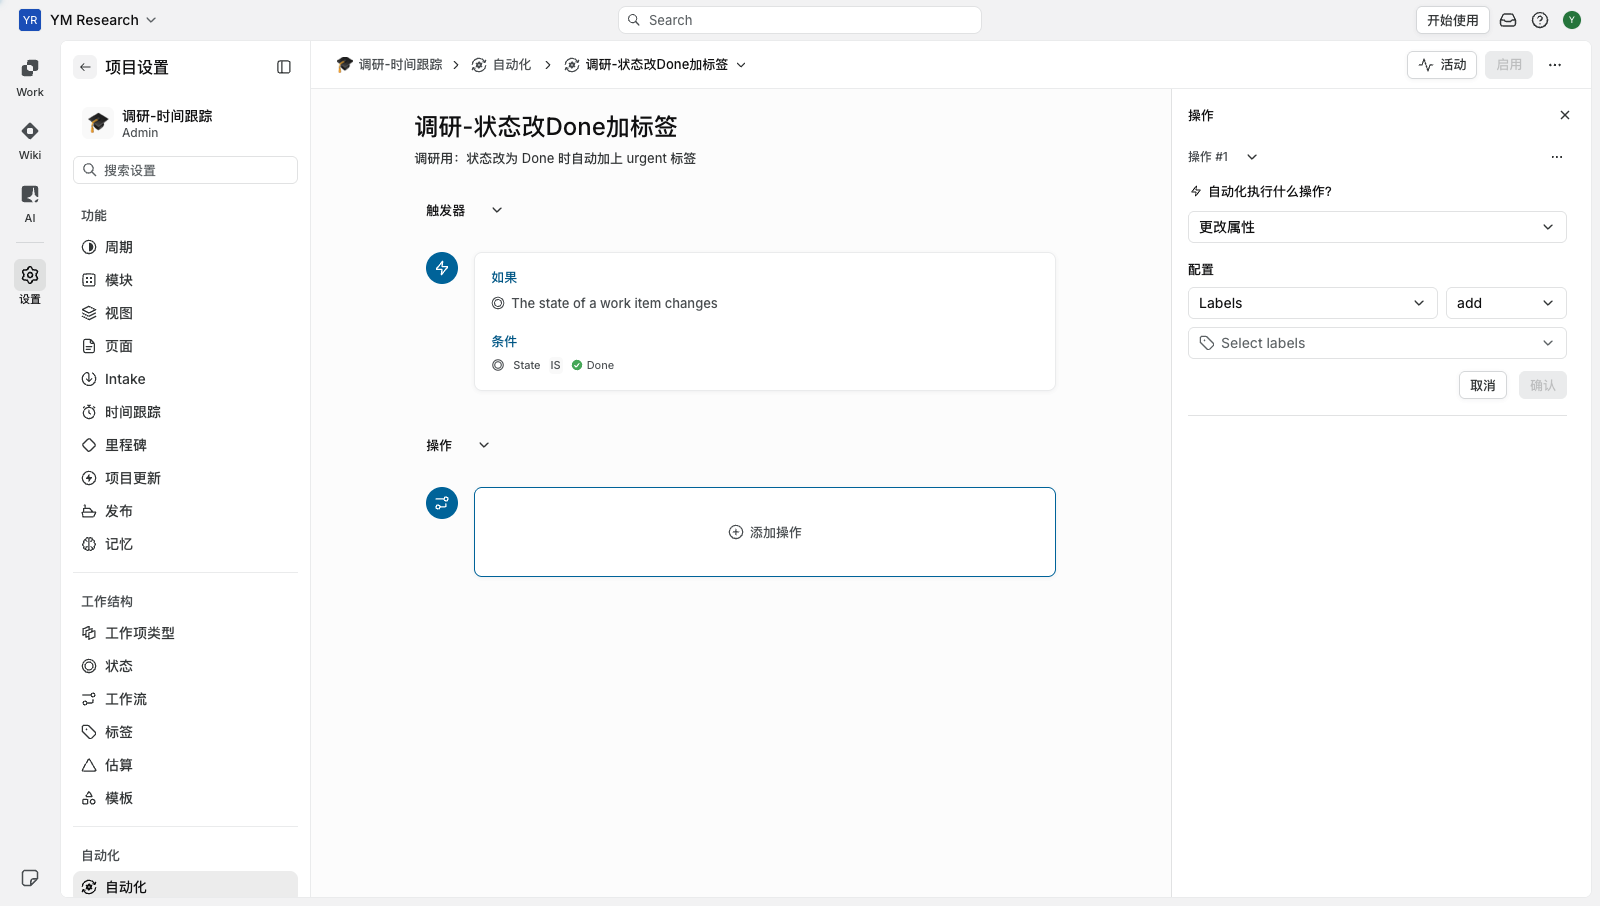 YR YM Research
Search
开始使用
Y
Work
Wiki
AI
设置
项目设置
调研-时间跟踪
Admin
搜索设置
功能
周期
模块
视图
页面
Intake
时间跟踪
里程碑
项目更新
发布
记忆
工作结构
工作项类型
状态
工作流
标签
估算
模板
自动化
自动化
调研-时间跟踪 > 自动化 > 调研-状态改Done加标签
活动
启用
调研-状态改Done加标签
调研用：状态改为 Done 时自动加上 urgent 标签
触发器
如果
The state of a work item changes
条件
State IS Done
操作
添加操作
操作
操作 #1
自动化执行什么操作?
更改属性
配置
Labels
add
Select labels
取消
确认